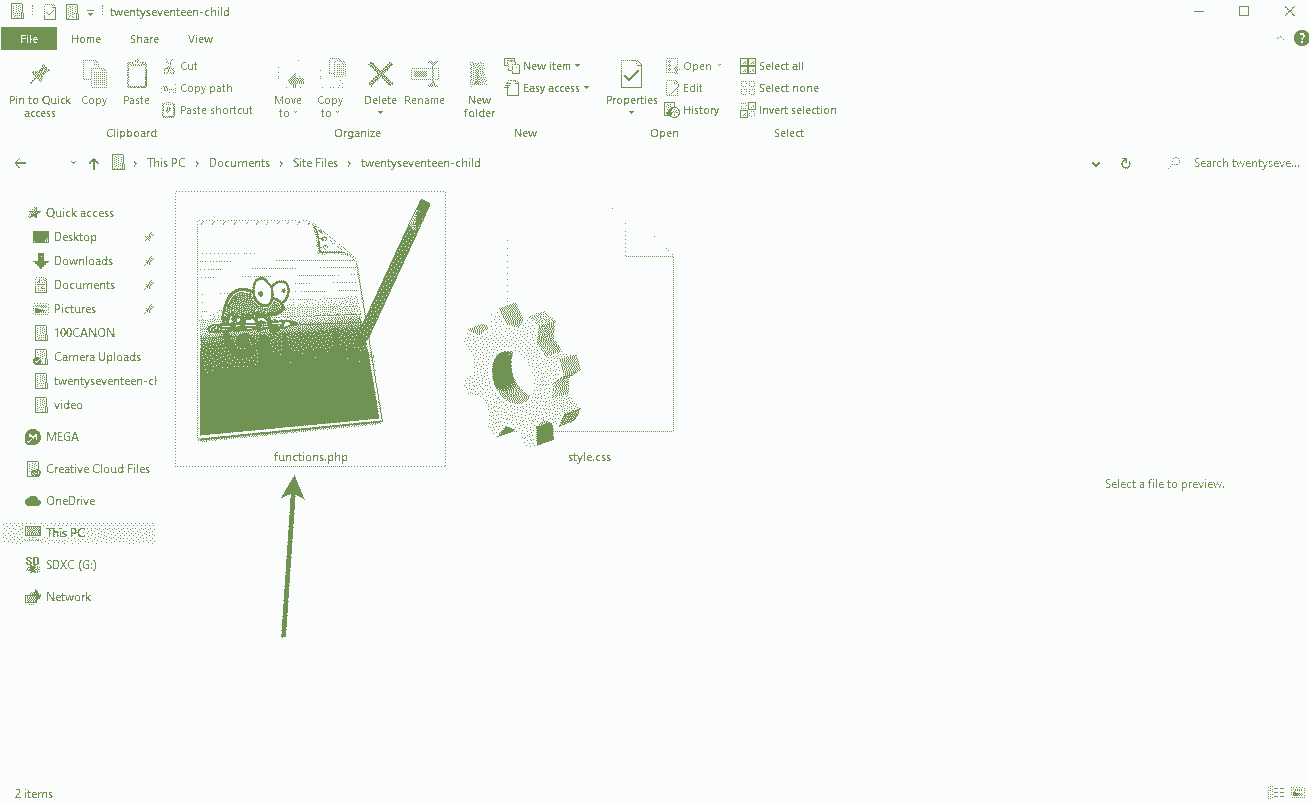 twentyseventeen-child
File Home Share View
Pin to Quick access
Copy
Paste
Cut
Copy path
Paste shortcut
Clipboard
Move to
Copy to
Delete
Rename
Organize
New folder
New item
Easy access
New
Properties
Open
Edit
History
Open
Select all
Select none
Invert selection
Select
This PC > Documents > Site Files > twentyseventeen-child
Search twentyseve...
Quick access
Desktop
Downloads
Documents
Pictures
100CANON
Camera Uploads
twentyseventeen-ch
video
MEGA
Creative Cloud Files
OneDrive
This PC
SDXC (G:)
Network
functions.php
style.css
Select a file to preview.
2 items